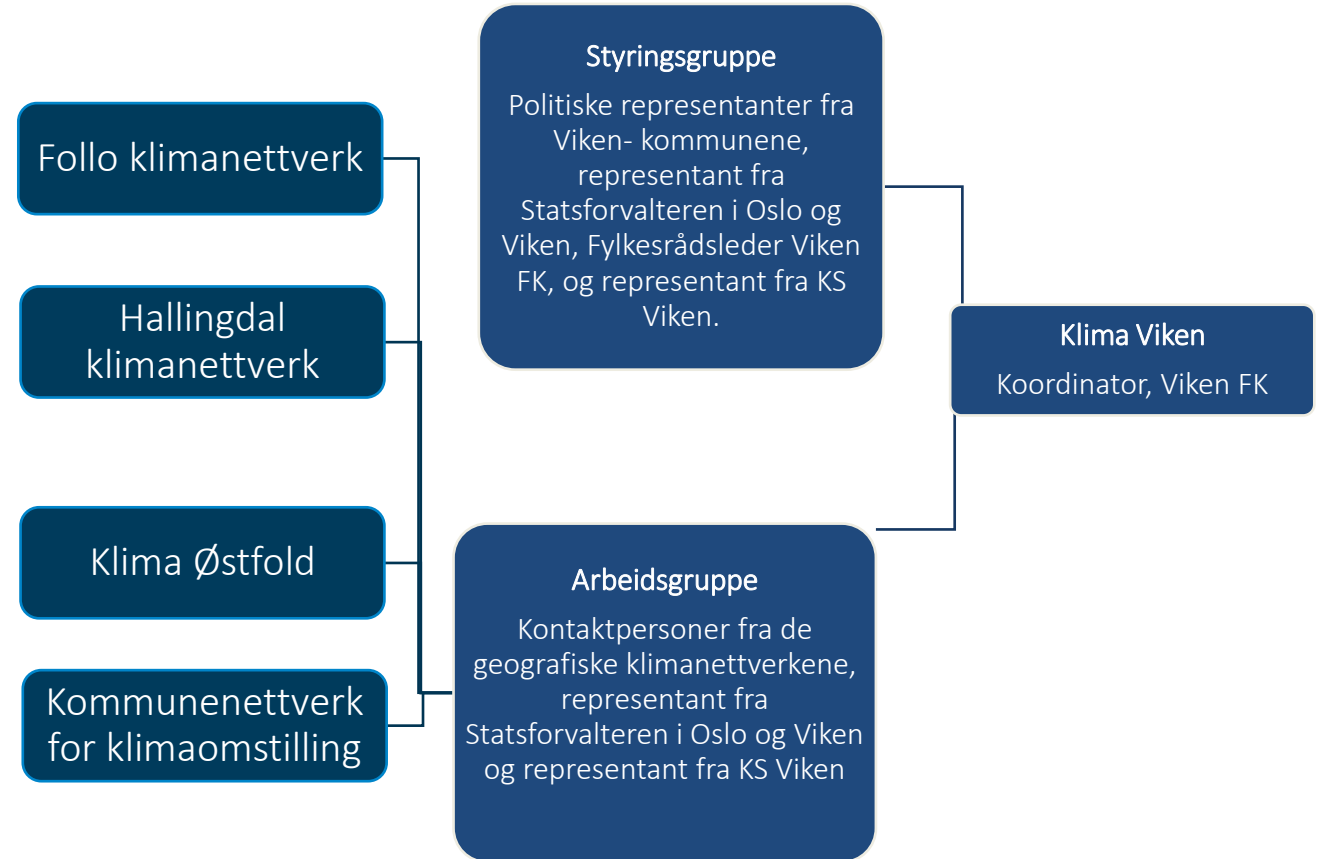 Follo klimanettverk
Hallingdal
klimanettverk
Klima Østfold
Kommunenettverk
for klimaomstilling
Styringsgruppe
Politiske representanter fra
Viken- kommunene,
representant fra
Statsforvalteren i Oslo og
Viken, Fylkesrådsleder Viken
FK, og representant fra KS
Viken.
Arbeidsgruppe
Kontaktpersoner fra de
geografiske klimanettverkene,
representant fra
Statsforvalteren i Oslo og Viken
og representant fra KS Viken
Klima Viken
Koordinator, Viken FK